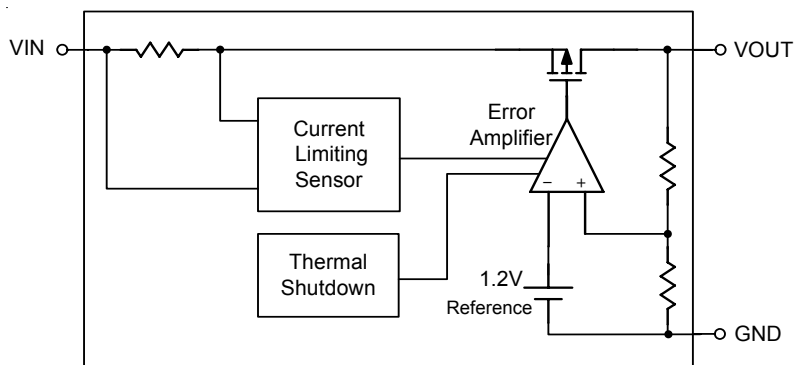 VIN
VOUT
Error
Amplifier
Current
Limiting
Sensor
− +
Thermal
Shutdown
1.2V
Reference
GND